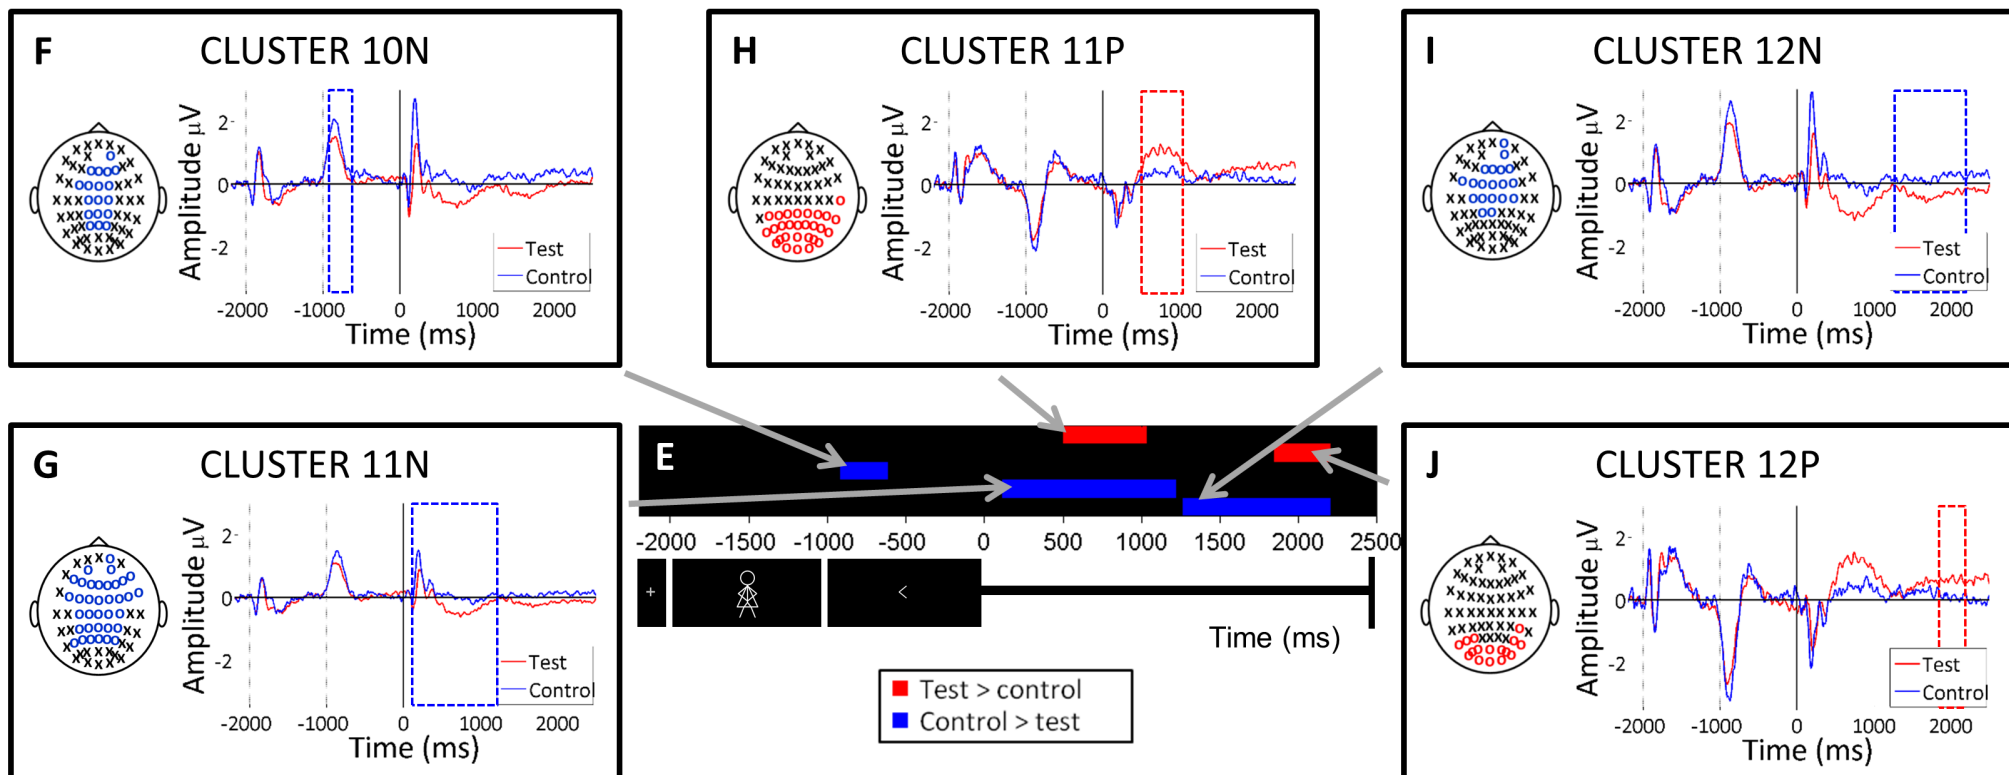 F CLUSTER 10N
Amplitude µV
2
0
-2
Test
Control
-2000 -1000 0 1000 2000
Time (ms)
H CLUSTER 11P
Amplitude µV
2
0
-2
Test
Control
-2000 -1000 0 1000 2000
Time (ms)
I CLUSTER 12N
Amplitude µV
2
0
-2
Test
Control
-2000 -1000 0 1000 2000
Time (ms)
G CLUSTER 11N
Amplitude µV
2
0
-2
Test
Control
-2000 -1000 0 1000 2000
Time (ms)
E
-2000 -1500 -1000 -500 0 500 1000 1500 2000 2500
+ <
Time (ms)
Test > control
Control > test
J CLUSTER 12P
Amplitude µV
2
0
-2
Test
Control
-2000 -1000 0 1000 2000
Time (ms)